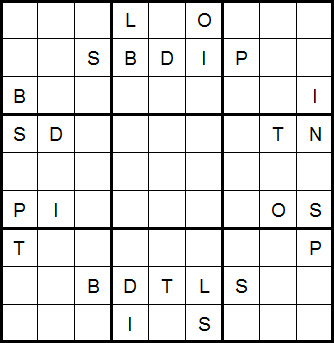 L O
S B D I P
B I
S D T N
P I O S
T P
B D T L S
I S